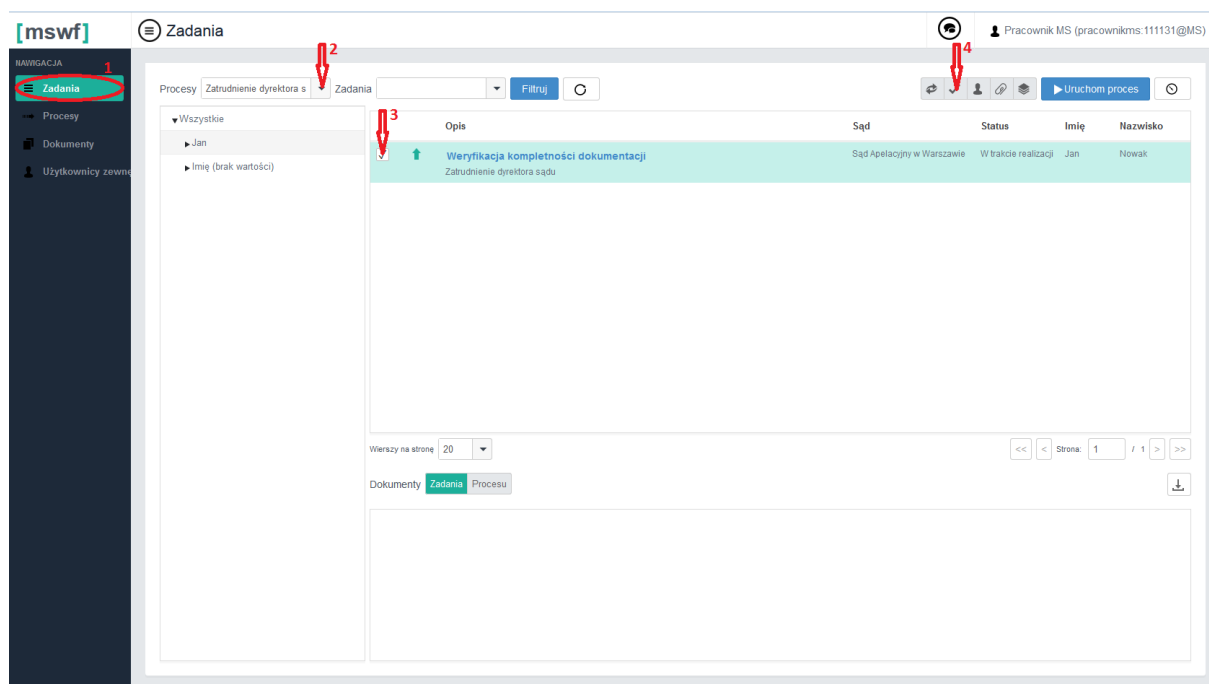 [mswf]
Zadania
Pracownik MS (pracownikms:111131@MS)
NAWIGACJA
1
2
4
Zadania
Procesy
Dokumenty
Użytkownicy zewnę
Procesy Zatrudnienie dyrektora s Zadania Filtruj Uruchom proces
Wszystkie
Jan
Imię (brak wartości)
3
Opis Sąd Status Imię Nazwisko
Weryfikacja kompletności dokumentacji Sąd Apelacyjny w Warszawie W trakcie realizacji Jan Nowak
Zatrudnienie dyrektora sądu
Wierszy na stronę 20 << < Strona: 1 / 1 > >>
Dokumenty Zadania Procesu